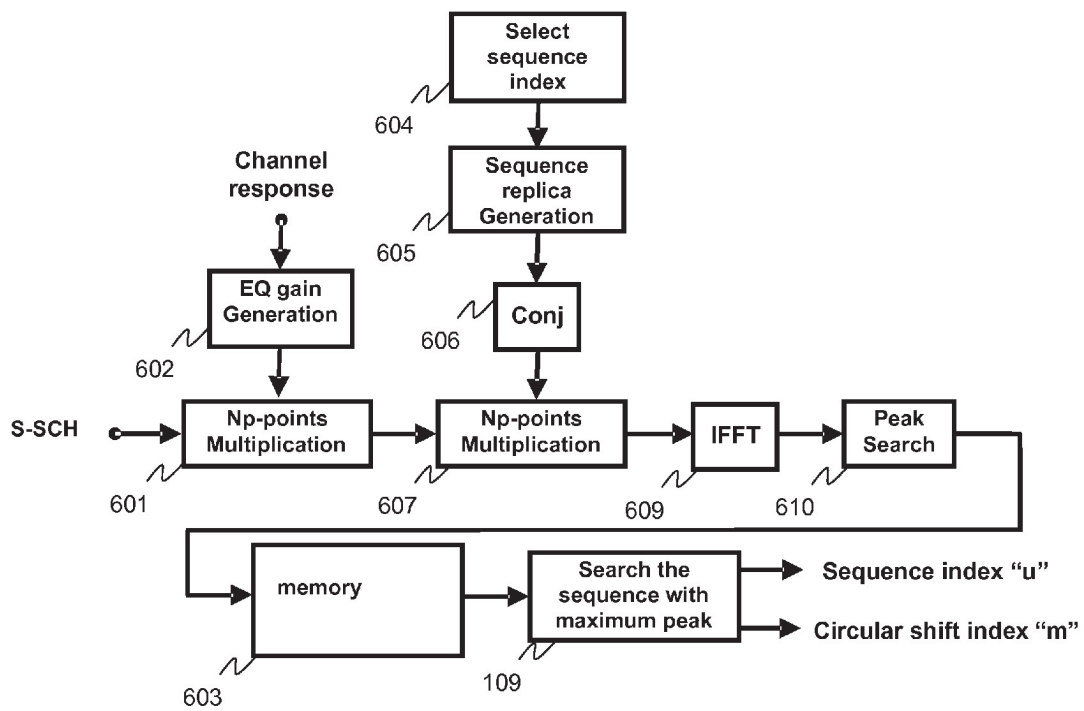 Select
sequence
index
604
Channel
response
Sequence
replica
Generation
605
EQ gain
Generation
602
Conj
606
S-SCH
Np-points
Multiplication
601
Np-points
Multiplication
607
IFFT
609
Peak
Search
610
memory
603
Search the
sequence with
maximum peak
109
Sequence index “u”
Circular shift index “m”